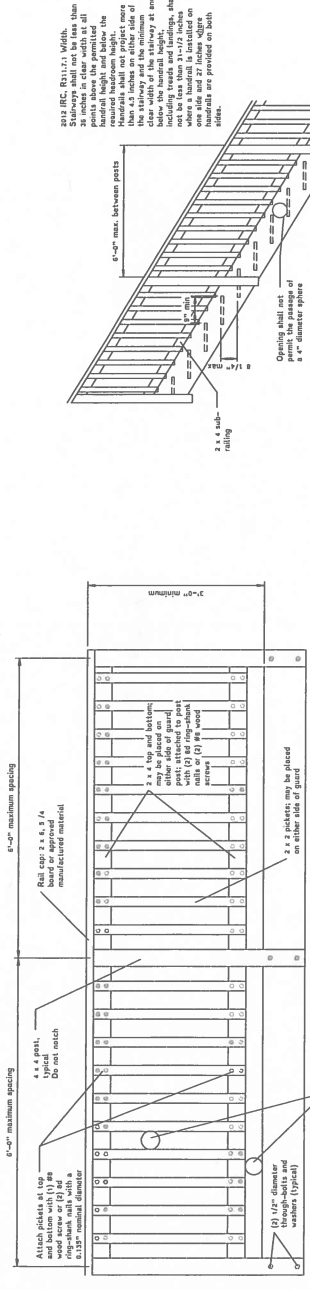 6'-0" maximum spacing
6'-0" maximum spacing
Attach pickets at top
and bottom with (1) #8
wood screw or (2) 8d
ring-shank nails with a
0.135" nominal diameter
4 x 4 post,
typical
Do not notch
Rail cap: 2 x 6, 5/4
board or approved
manufactured material
2 x 4 top and bottom;
may be placed on
either side of guard
post; attached to post
with (2) 8d ring-shank
nails or (2) #8 wood
screws
3'-0" minimum
(2) 1/2" diameter
through-bolts and
washers (typical)
2 x 2 pickets; may be placed
on either side of guard
2 x 4 sub-
railing
6'-0" max. between posts
9" min
8 1/4" max
Opening shall not
permit the passage of
a 4" diameter sphere
2012 IRC, R311.7.1 Width.
Stairways shall not be less than
36 inches in clear width at all
points above the permitted
handrail height and below the
required headroom height.
Handrails shall not project more
than 4.5 inches on either side of
the stairway and the minimum
clear width of the stairway at and
below the handrail height,
including treads and landings, sha
not be less than 31-1/2 inches
where a handrail is installed on
one side and 27 inches where
handrails are provided on both
sides.